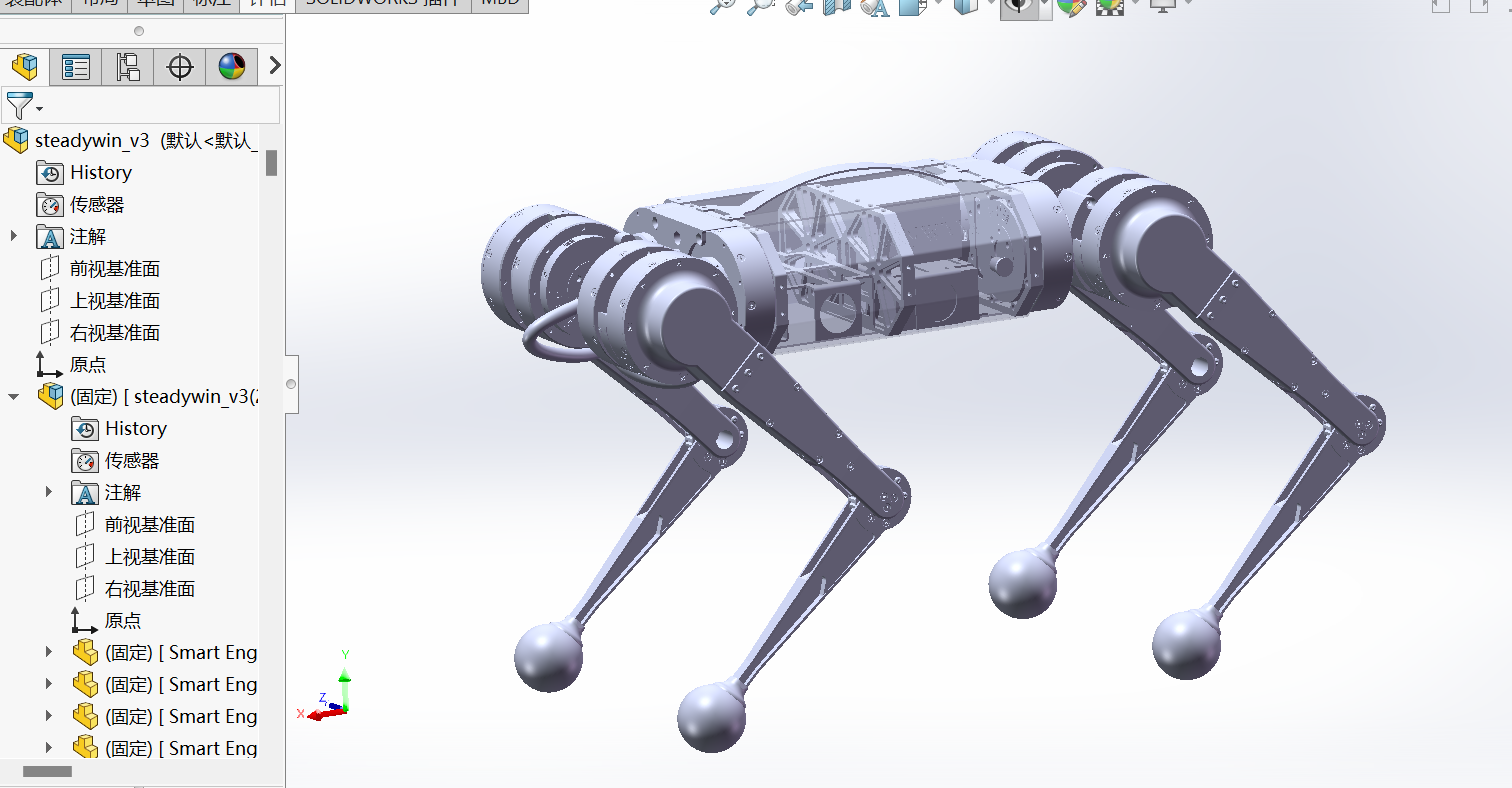 装配体 布局 草图 标注 评估 SOLIDWORKS 插件 MBD
steadywin_v3 (默认<默认_
History
传感器
注解
前视基准面
上视基准面
右视基准面
原点
(固定) [ steadywin_v3(2
History
传感器
注解
前视基准面
上视基准面
右视基准面
原点
(固定) [ Smart Eng
(固定) [ Smart Eng
(固定) [ Smart Eng
(固定) [ Smart Eng
Y
Z
X